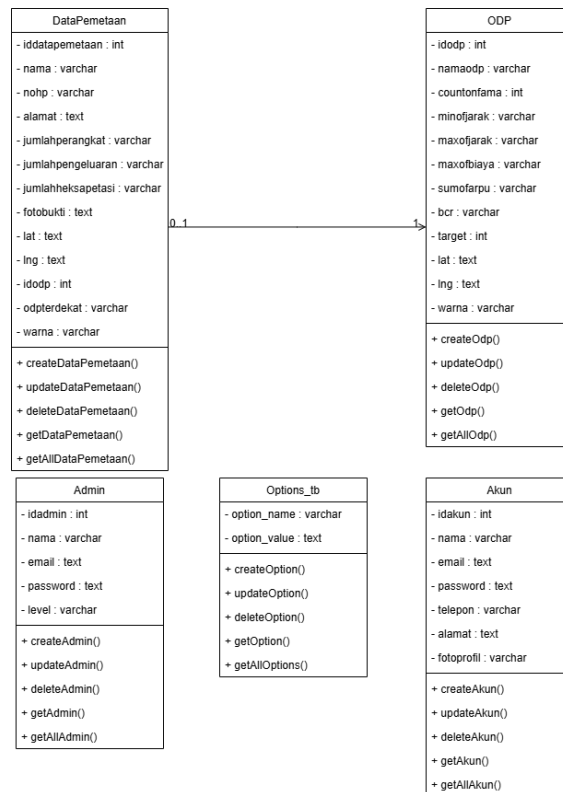 DataPemetaan
- iddatapemetaan : int
- nama : varchar
- nohp : varchar
- alamat : text
- jumlahperangkat : varchar
- jumlahpengeluaran : varchar
- jumlahheksapetasi : varchar
- fotobukti : text
- lat : text
- lng : text
- idodp : int
- odpterdekat : varchar
- warna : varchar
+ createDataPemetaan()
+ updateDataPemetaan()
+ deleteDataPemetaan()
+ getDataPemetaan()
+ getAllDataPemetaan()
0..1
1
ODP
- idodp : int
- namaodp : varchar
- countonfama : int
- minofjarak : varchar
- maxofjarak : varchar
- maxofbiaya : varchar
- sumofarpu : varchar
- bcr : varchar
- target : int
- lat : text
- lng : text
- warna : varchar
+ createOdp()
+ updateOdp()
+ deleteOdp()
+ getOdp()
+ getAllOdp()
Admin
- idadmin : int
- nama : varchar
- email : text
- password : text
- level : varchar
+ createAdmin()
+ updateAdmin()
+ deleteAdmin()
+ getAdmin()
+ getAllAdmin()
Options_tb
- option_name : varchar
- option_value : text
+ createOption()
+ updateOption()
+ deleteOption()
+ getOption()
+ getAllOptions()
Akun
- idakun : int
- nama : varchar
- email : text
- password : text
- telepon : varchar
- alamat : text
- fotoprofil : varchar
+ createAkun()
+ updateAkun()
+ deleteAkun()
+ getAkun()
+ getAllAkun()